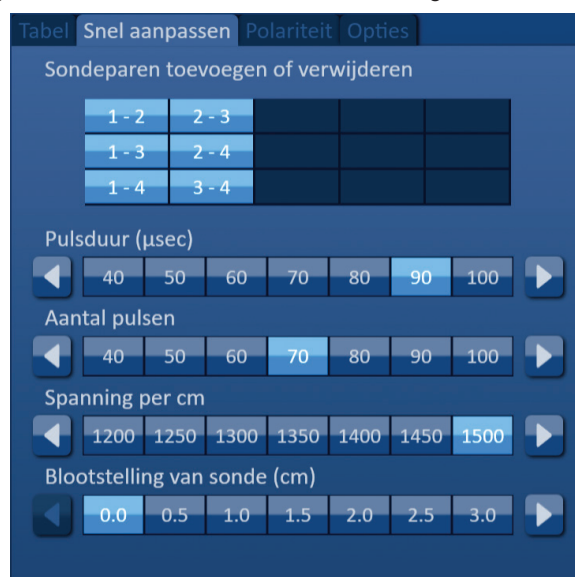 Tabel Snel aanpassen Polariteit Opties
Sondeparen toevoegen of verwijderen
1 - 2 2 - 3
1 - 3 2 - 4
1 - 4 3 - 4
Pulsduur (µsec)
40 50 60 70 80 90 100
Aantal pulsen
40 50 60 70 80 90 100
Spanning per cm
1200 1250 1300 1350 1400 1450 1500
Blootstelling van sonde (cm)
0.0 0.5 1.0 1.5 2.0 2.5 3.0